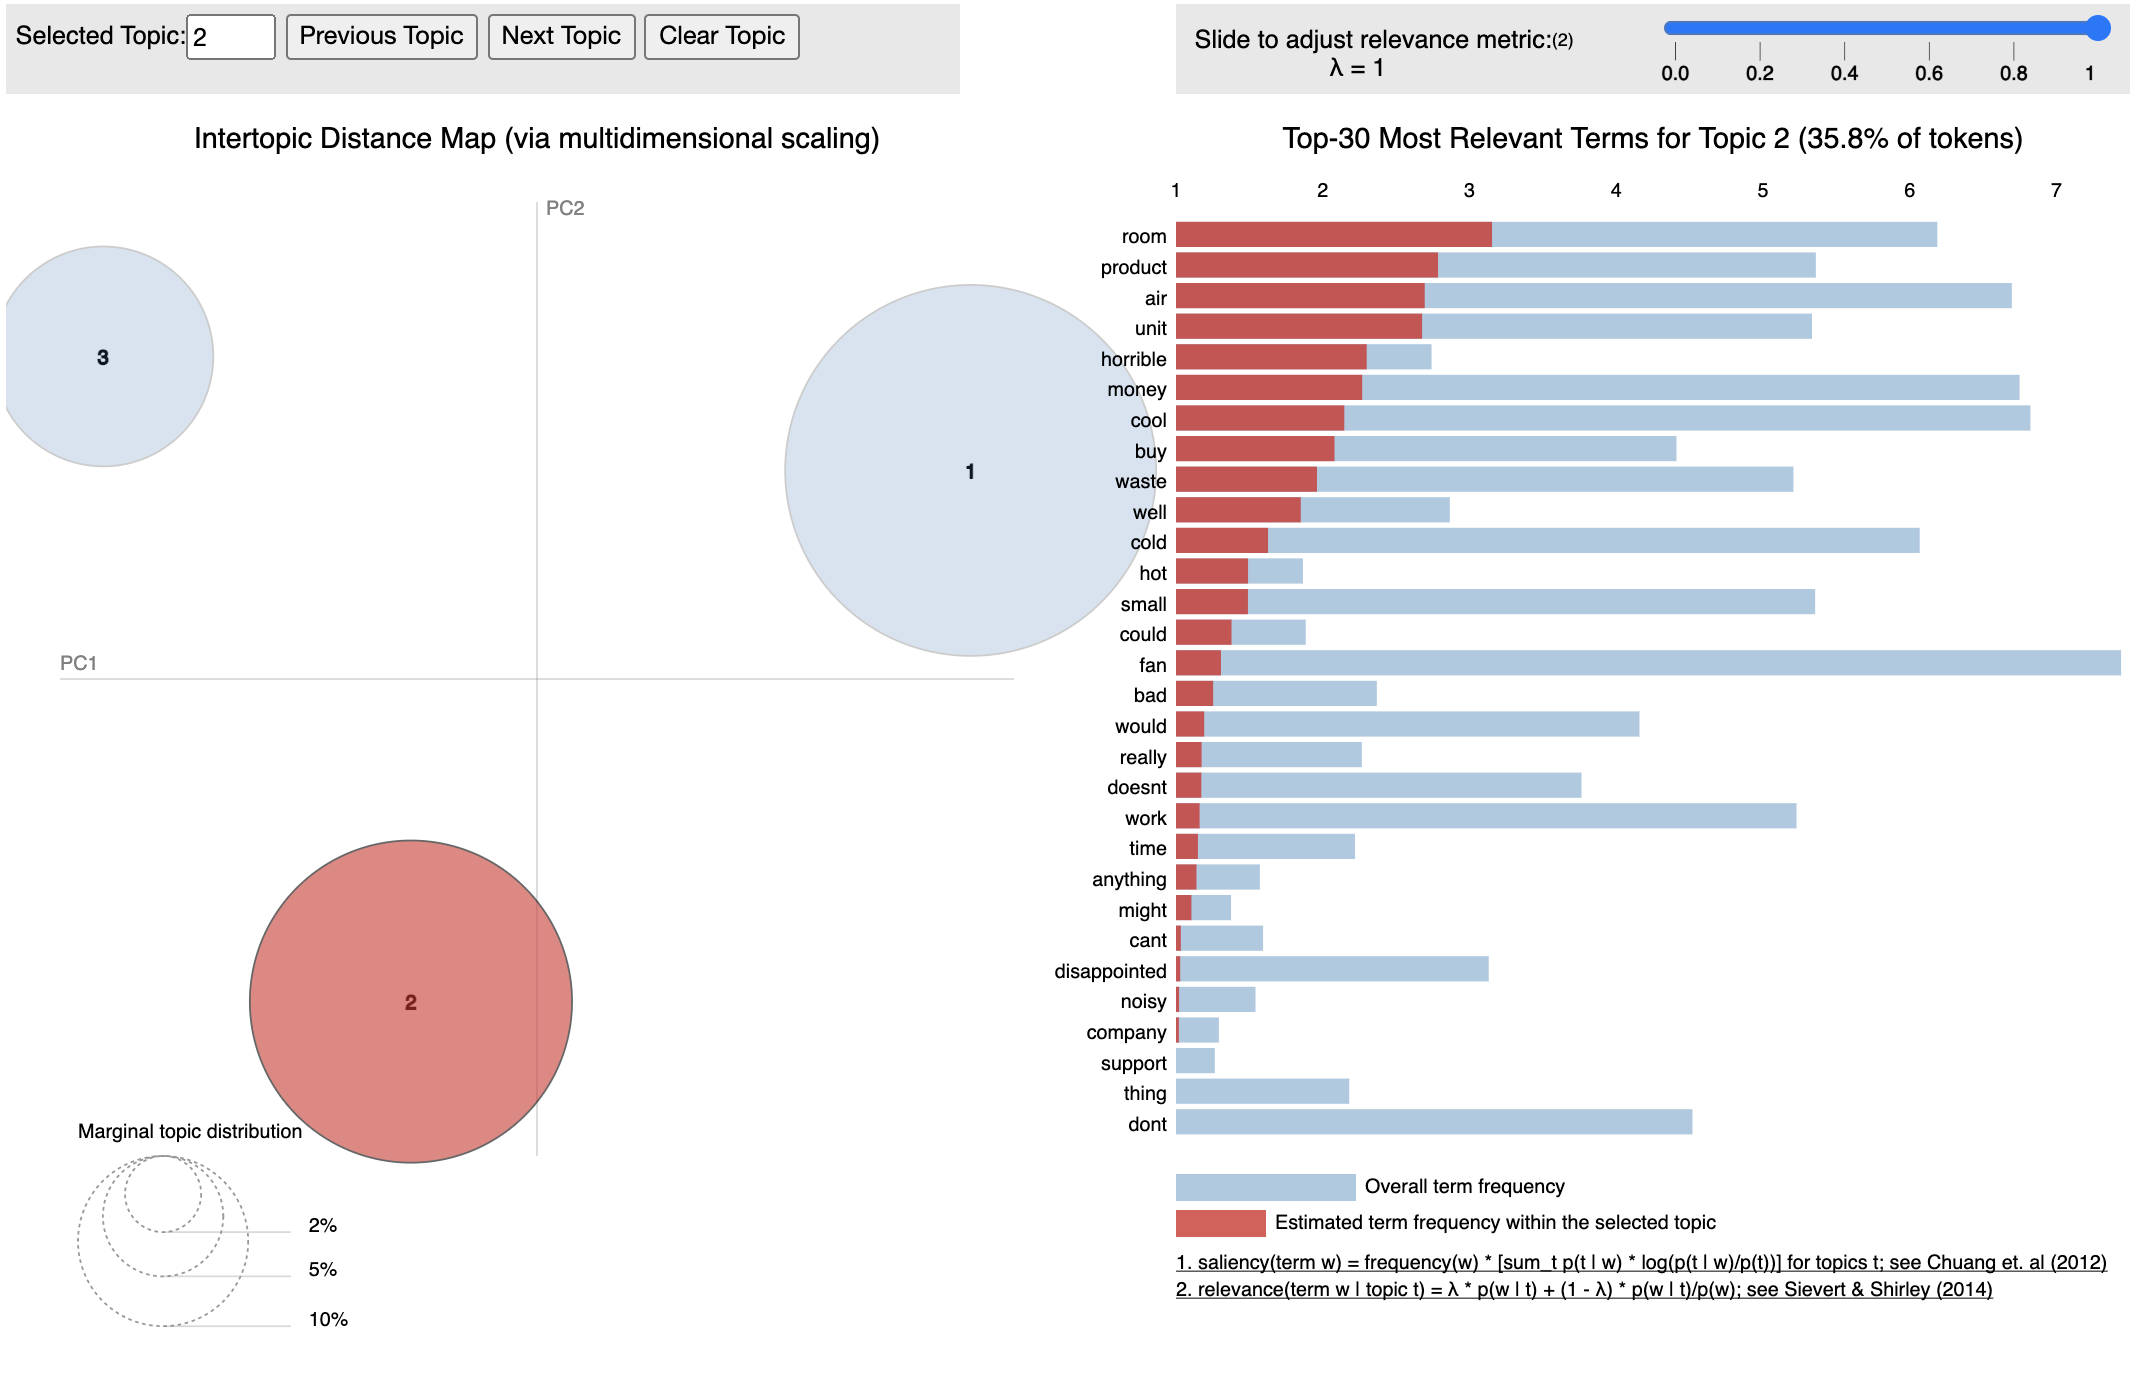 Selected Topic: 2 Previous Topic Next Topic Clear Topic
Slide to adjust relevance metric:(2)
λ = 1
0.0 0.2 0.4 0.6 0.8 1
Intertopic Distance Map (via multidimensional scaling)
PC2
3
1
PC1
2
Marginal topic distribution
2%
5%
10%
Top-30 Most Relevant Terms for Topic 2 (35.8% of tokens)
1 2 3 4 5 6 7
room
product
air
unit
horrible
money
cool
buy
waste
well
cold
hot
small
could
fan
bad
would
really
doesnt
work
time
anything
might
cant
disappointed
noisy
company
support
thing
dont
Overall term frequency
Estimated term frequency within the selected topic
1. saliency(term w) = frequency(w) * [sum_t p(t | w) * log(p(t | w)/p(t))] for topics t; see Chuang et. al (2012)
2. relevance(term w | topic t) = λ * p(w | t) + (1 - λ) * p(w | t)/p(w); see Sievert & Shirley (2014)